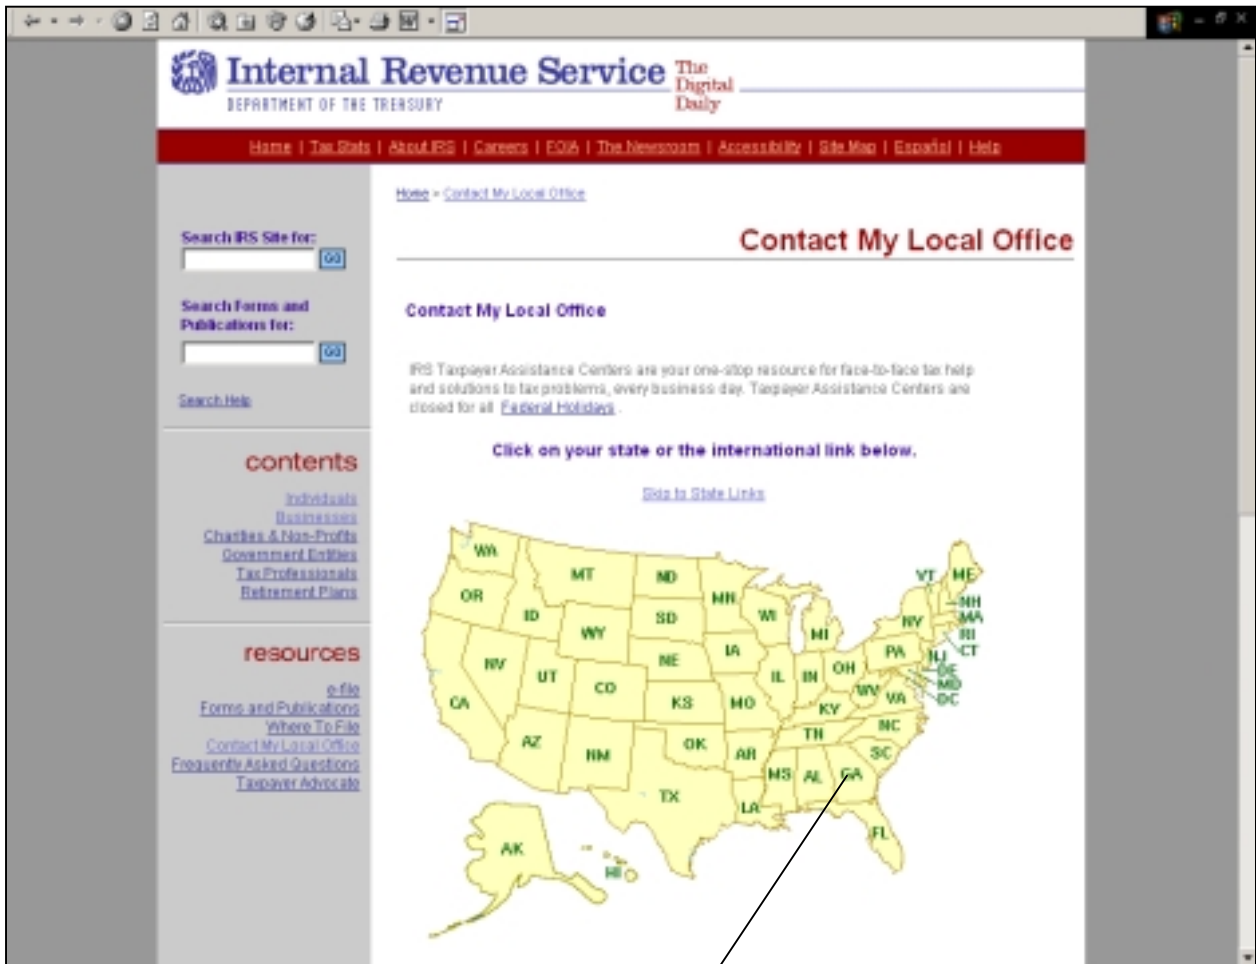 Internal Revenue Service
The
Digital
Daily
DEPARTMENT OF THE TREASURY
Home | Tax Stats | About IRS | Careers | FOIA | The Newsroom | Accessibility | Site Map | Español | Help
Home > Contact My Local Office
Contact My Local Office
Search IRS Site for:
GO
Search Forms and
Publications for:
GO
Search Help
contents
Individuals
Businesses
Charities & Non-Profits
Government Entities
Tax Professionals
Retirement Plans
resources
e-file
Forms and Publications
Where To File
Contact My Local Office
Frequently Asked Questions
Taxpayer Advocate
Contact My Local Office
IRS Taxpayer Assistance Centers are your one-stop resource for face-to-face tax help
and solutions to tax problems, every business day. Taxpayer Assistance Centers are
closed for all Federal Holidays .
Click on your state or the international link below.
Skip to State Links
WA
MT
ND
MN
VT
ME
OR
ID
SD
WI
NH
WY
MI
NY
MA
RI
NV
UT
NE
IA
PA
CT
NJ
CO
IL
IN
OH
DE
MD
CA
KS
MO
KY
WV
VA
DC
AZ
NM
OK
AR
TN
NC
SC
TX
LA
MS
AL
GA
FL
AK
HI